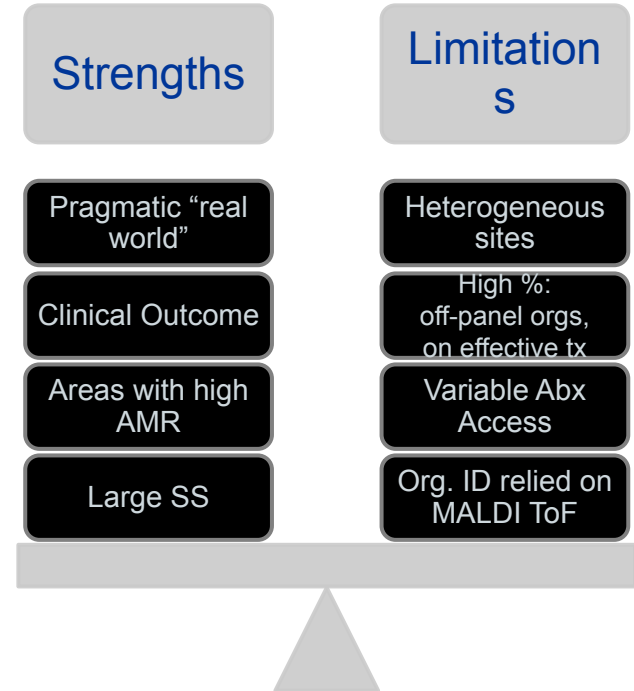 Strengths
Limitation
s
Pragmatic “real
world”
Heterogeneous
sites
Clinical Outcome
High %:
off-panel orgs,
on effective tx
Areas with high
AMR
Variable Abx
Access
Large SS
Org. ID relied on
MALDI ToF